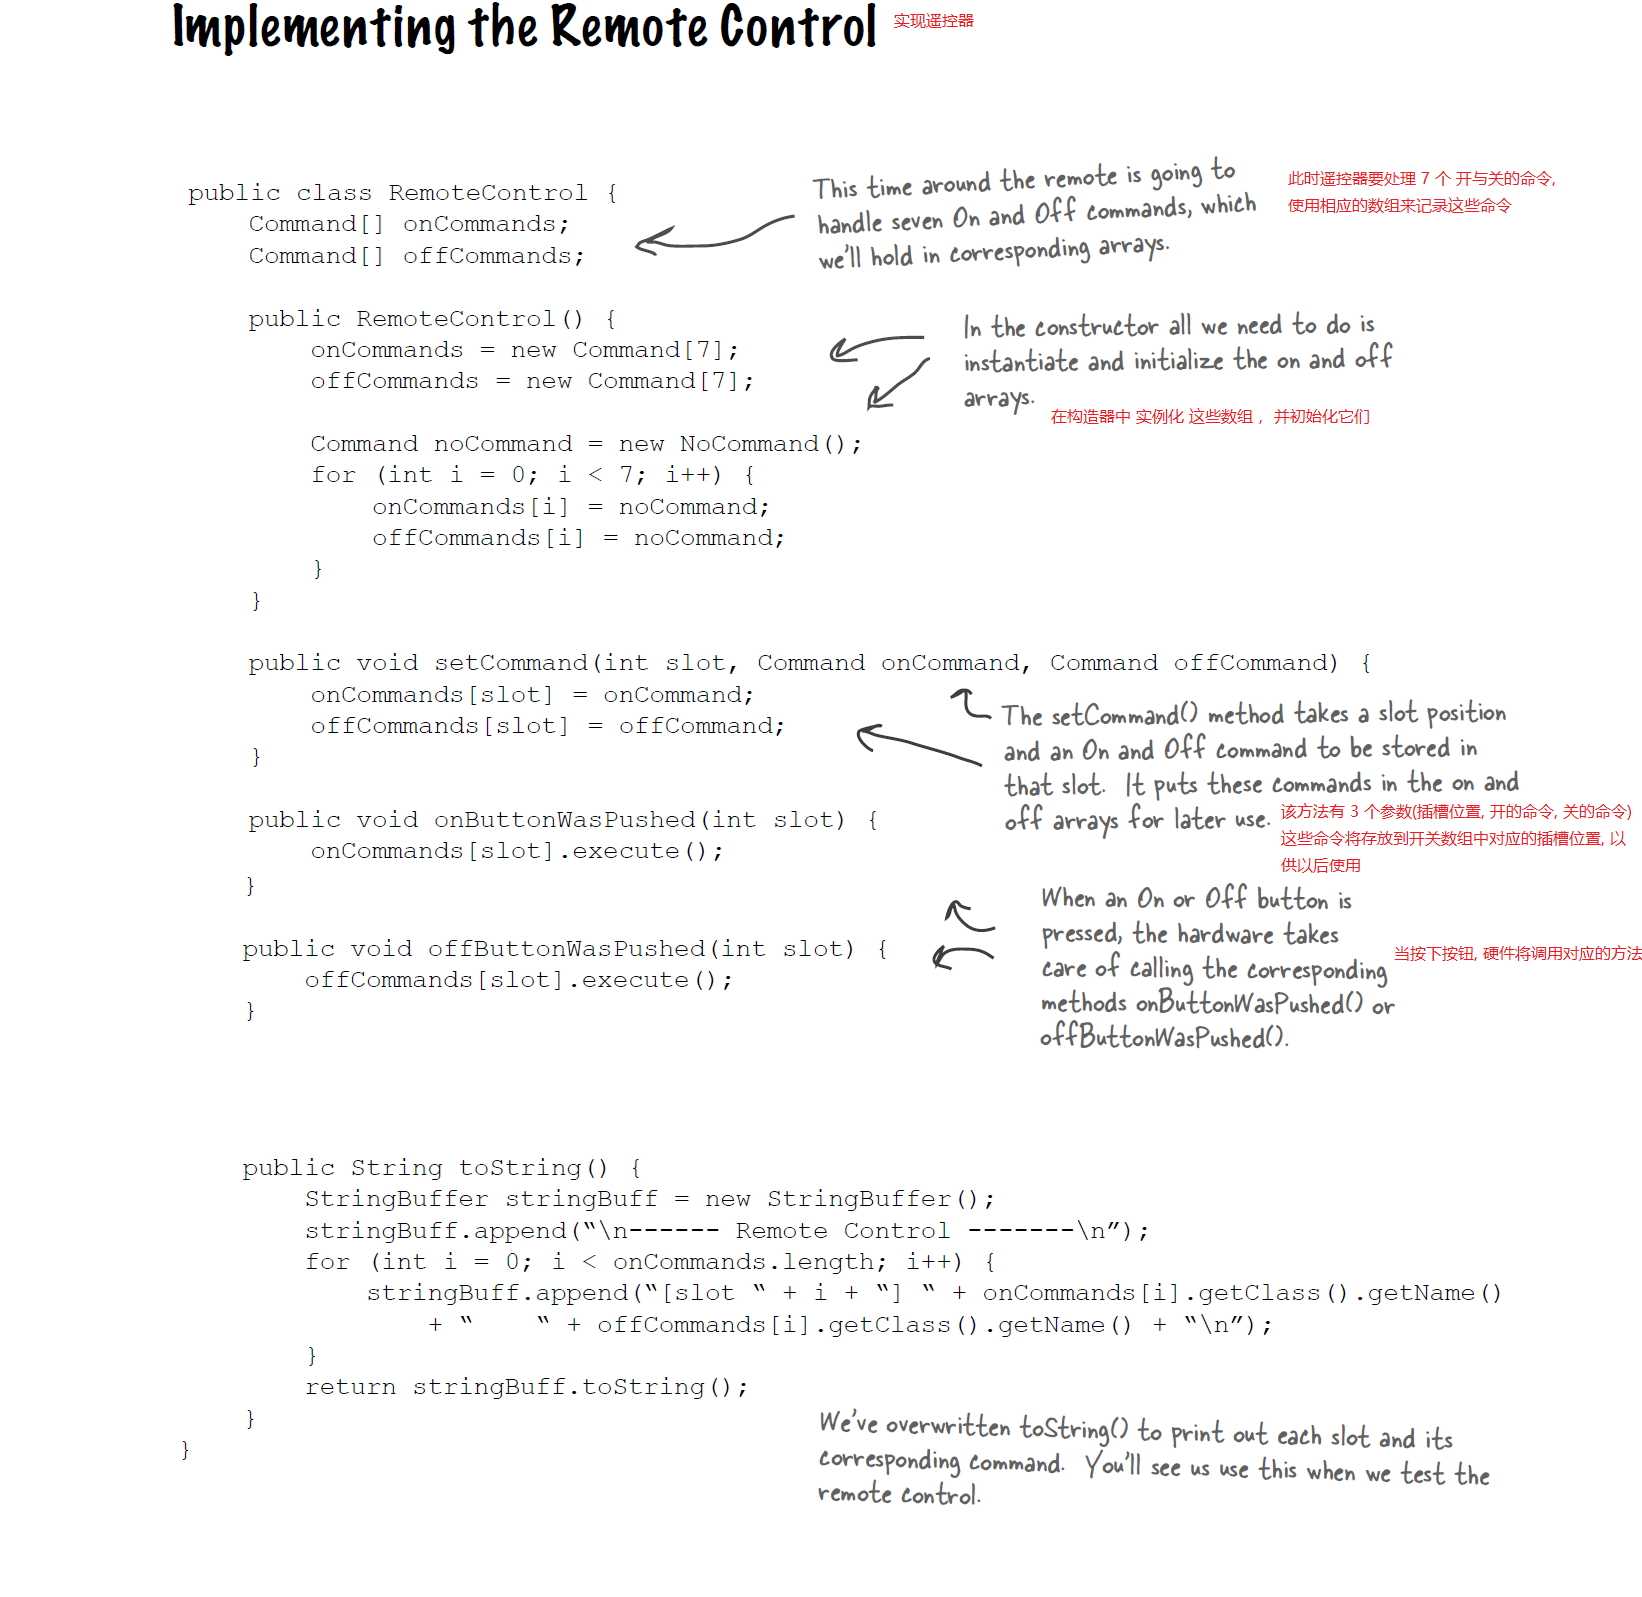 Implementing the Remote Control 实现遥控器
public class RemoteControl {
Command[] onCommands;
Command[] offCommands;
This time around the remote is going to
handle seven On and Off commands, which
we'll hold in corresponding arrays.
此时遥控器要处理 7 个 开与关的命令,
使用相应的数组来记录这些命令
public RemoteControl() {
onCommands = new Command[7];
offCommands = new Command[7];
In the constructor all we need to do is
instantiate and initialize the on and off
arrays.
在构造器中 实例化 这些数组 ，并初始化它们
Command noCommand = new NoCommand();
for (int i = 0; i < 7; i++) {
onCommands[i] = noCommand;
offCommands[i] = noCommand;
}
}
public void setCommand(int slot, Command onCommand, Command offCommand) {
onCommands[slot] = onCommand;
offCommands[slot] = offCommand;
}
The setCommand() method takes a slot position
and an On and Off command to be stored in
that slot. It puts these commands in the on and
off arrays for later use.
该方法有 3 个参数(插槽位置, 开的命令, 关的命令)
这些命令将存放到开关数组中对应的插槽位置, 以
供以后使用
public void onButtonWasPushed(int slot) {
onCommands[slot].execute();
}
public void offButtonWasPushed(int slot) {
offCommands[slot].execute();
}
When an On or Off button is
pressed, the hardware takes
care of calling the corresponding
methods onButtonWasPushed() or
offButtonWasPushed().
当按下按钮, 硬件将调用对应的方法
public String toString() {
StringBuffer stringBuff = new StringBuffer();
stringBuff.append(“\n------ Remote Control -------\n”);
for (int i = 0; i < onCommands.length; i++) {
stringBuff.append(“[slot “ + i + “] “ + onCommands[i].getClass().getName()
+ “    “ + offCommands[i].getClass().getName() + “\n”);
}
return stringBuff.toString();
}
}
We've overwritten toString() to print out each slot and its
corresponding command. You'll see us use this when we test the
remote control.